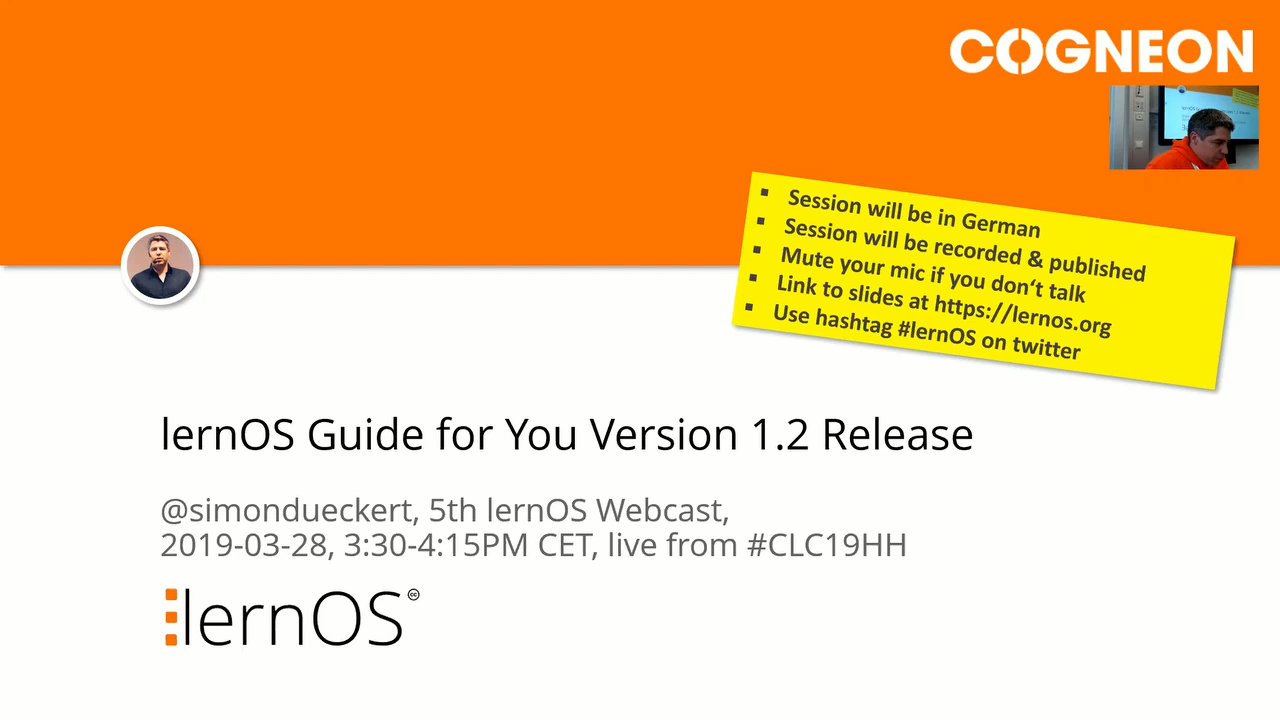 COGNEON
▪ Session will be in German
▪ Session will be recorded & published
▪ Mute your mic if you don‘t talk
▪ Link to slides at https://lernos.org
▪ Use hashtag #lernOS on twitter
lernOS Guide for You Version 1.2 Release
@simondueckert, 5th lernOS Webcast,
2019-03-28, 3:30-4:15PM CET, live from #CLC19HH
lernOS